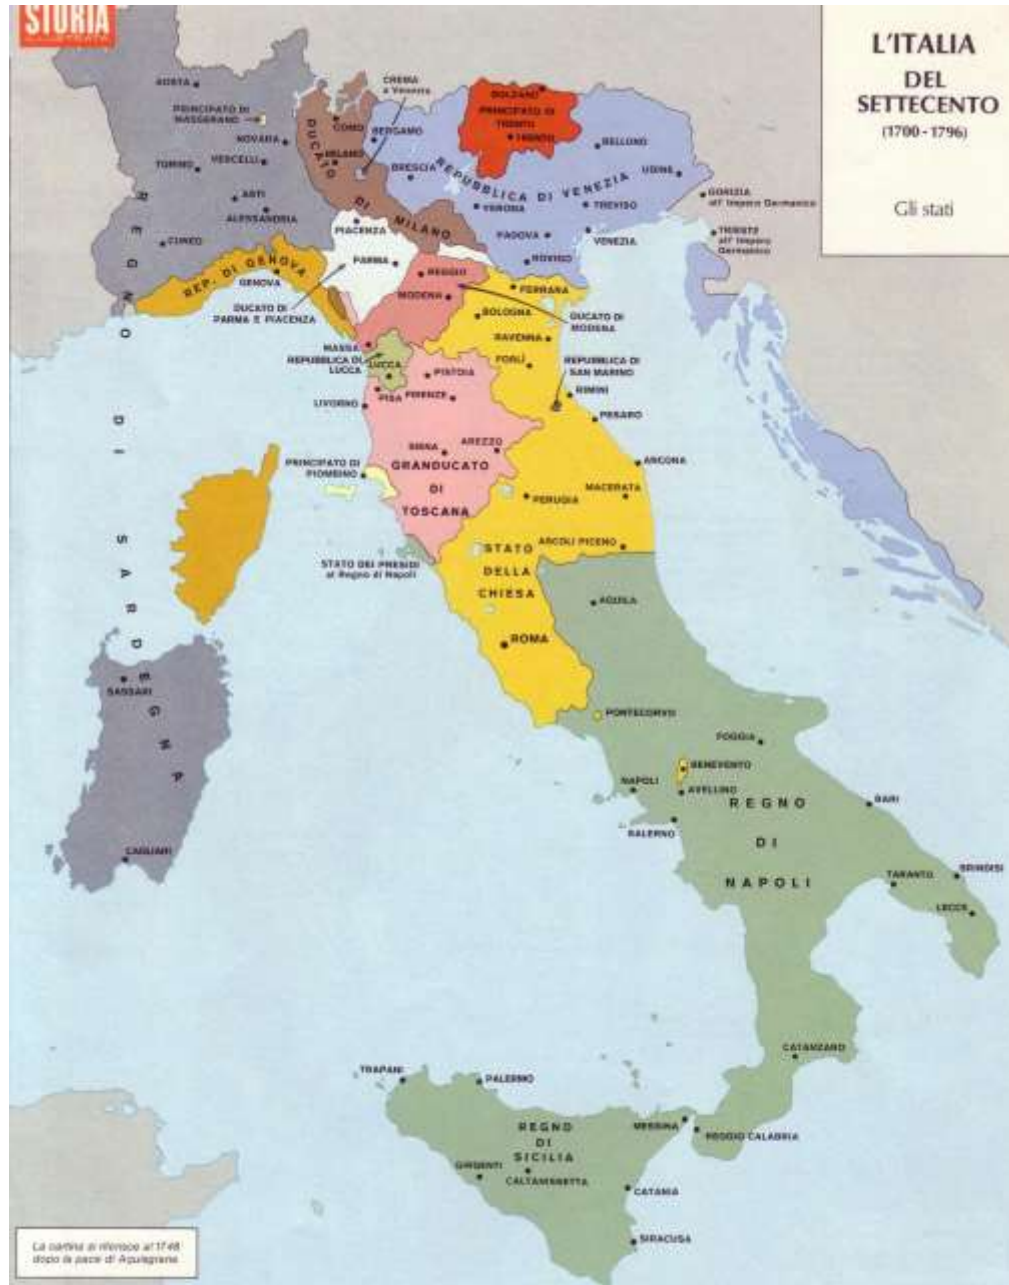 STORIA
L'ITALIA
DEL
SETTECENTO
(1700 - 1796)
Gli stati
AOSTA
PRINCIPATO DI
MASSERANO
NOVARA
TORINO
VERCELLI
ASTI
ALESSANDRIA
CUNEO
REGNO DI SARDEGNA
CREMA
a Venezia
COMO
MILANO
DUCATO DI MILANO
BERGAMO
BRESCIA
BOLZANO
PRINCIPATO DI
TRENTO
TRENTO
BELLUNO
UDINE
REPUBBLICA DI VENEZIA
VERONA
TREVISO
PADOVA
VENEZIA
ROVIGO
GORIZIA
all' Impero Germanico
TRIESTE
all' Impero
Germanico
PIACENZA
PARMA
REP. DI GENOVA
GENOVA
DUCATO DI
PARMA E PIACENZA
REGGIO
MODENA
DUCATO DI
MODENA
FERRARA
BOLOGNA
RAVENNA
FORLÌ
REPUBBLICA DI
SAN MARINO
RIMINI
PESARO
MASSA
REPUBBLICA DI
LUCCA
LUCCA
PISTOIA
PISA
FIRENZE
LIVORNO
SIENA
AREZZO
GRANDUCATO
DI
TOSCANA
PRINCIPATO DI
PIOMBINO
ANCONA
MACERATA
PERUGIA
ASCOLI PICENO
STATO
DELLA
CHIESA
STATO DEI PRESIDI
al Regno di Napoli
AQUILA
ROMA
SASSARI
CAGLIARI
PONTECORVO
FOGGIA
BENEVENTO
NAPOLI
AVELLINO
SALERNO
BARI
REGNO
DI
NAPOLI
TARANTO
BRINDISI
LECCE
CATANZARO
TRAPANI
PALERMO
MESSINA
REGGIO CALABRIA
REGNO
DI
SICILIA
GIRGENTI
CALTANISSETTA
CATANIA
SIRACUSA
La cartina si riferisce al 1748
dopo la pace di Aquisgrana